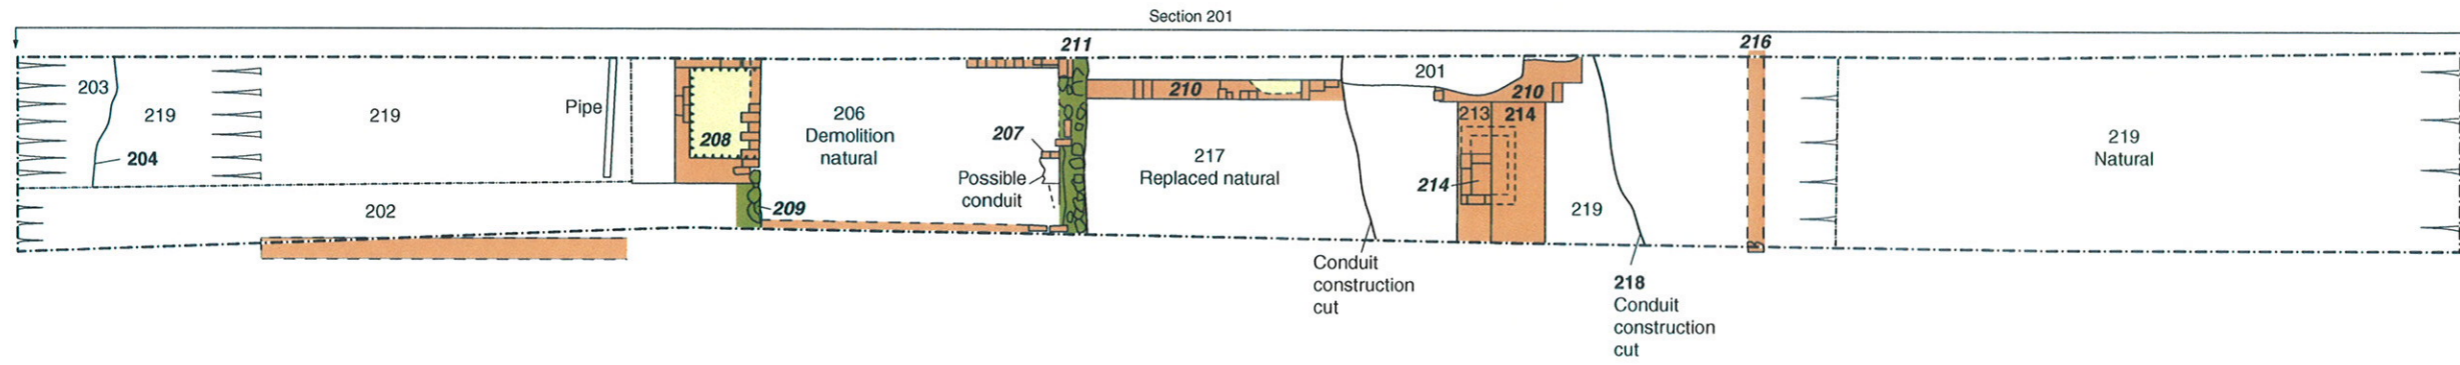 Section 201
211
216
203
219
219
Pipe
204
208
206
Demolition
natural
207
Possible
conduit
209
202
210
217
Replaced natural
201
210
213
214
214
219
219
Natural
Conduit
construction
cut
218
Conduit
construction
cut